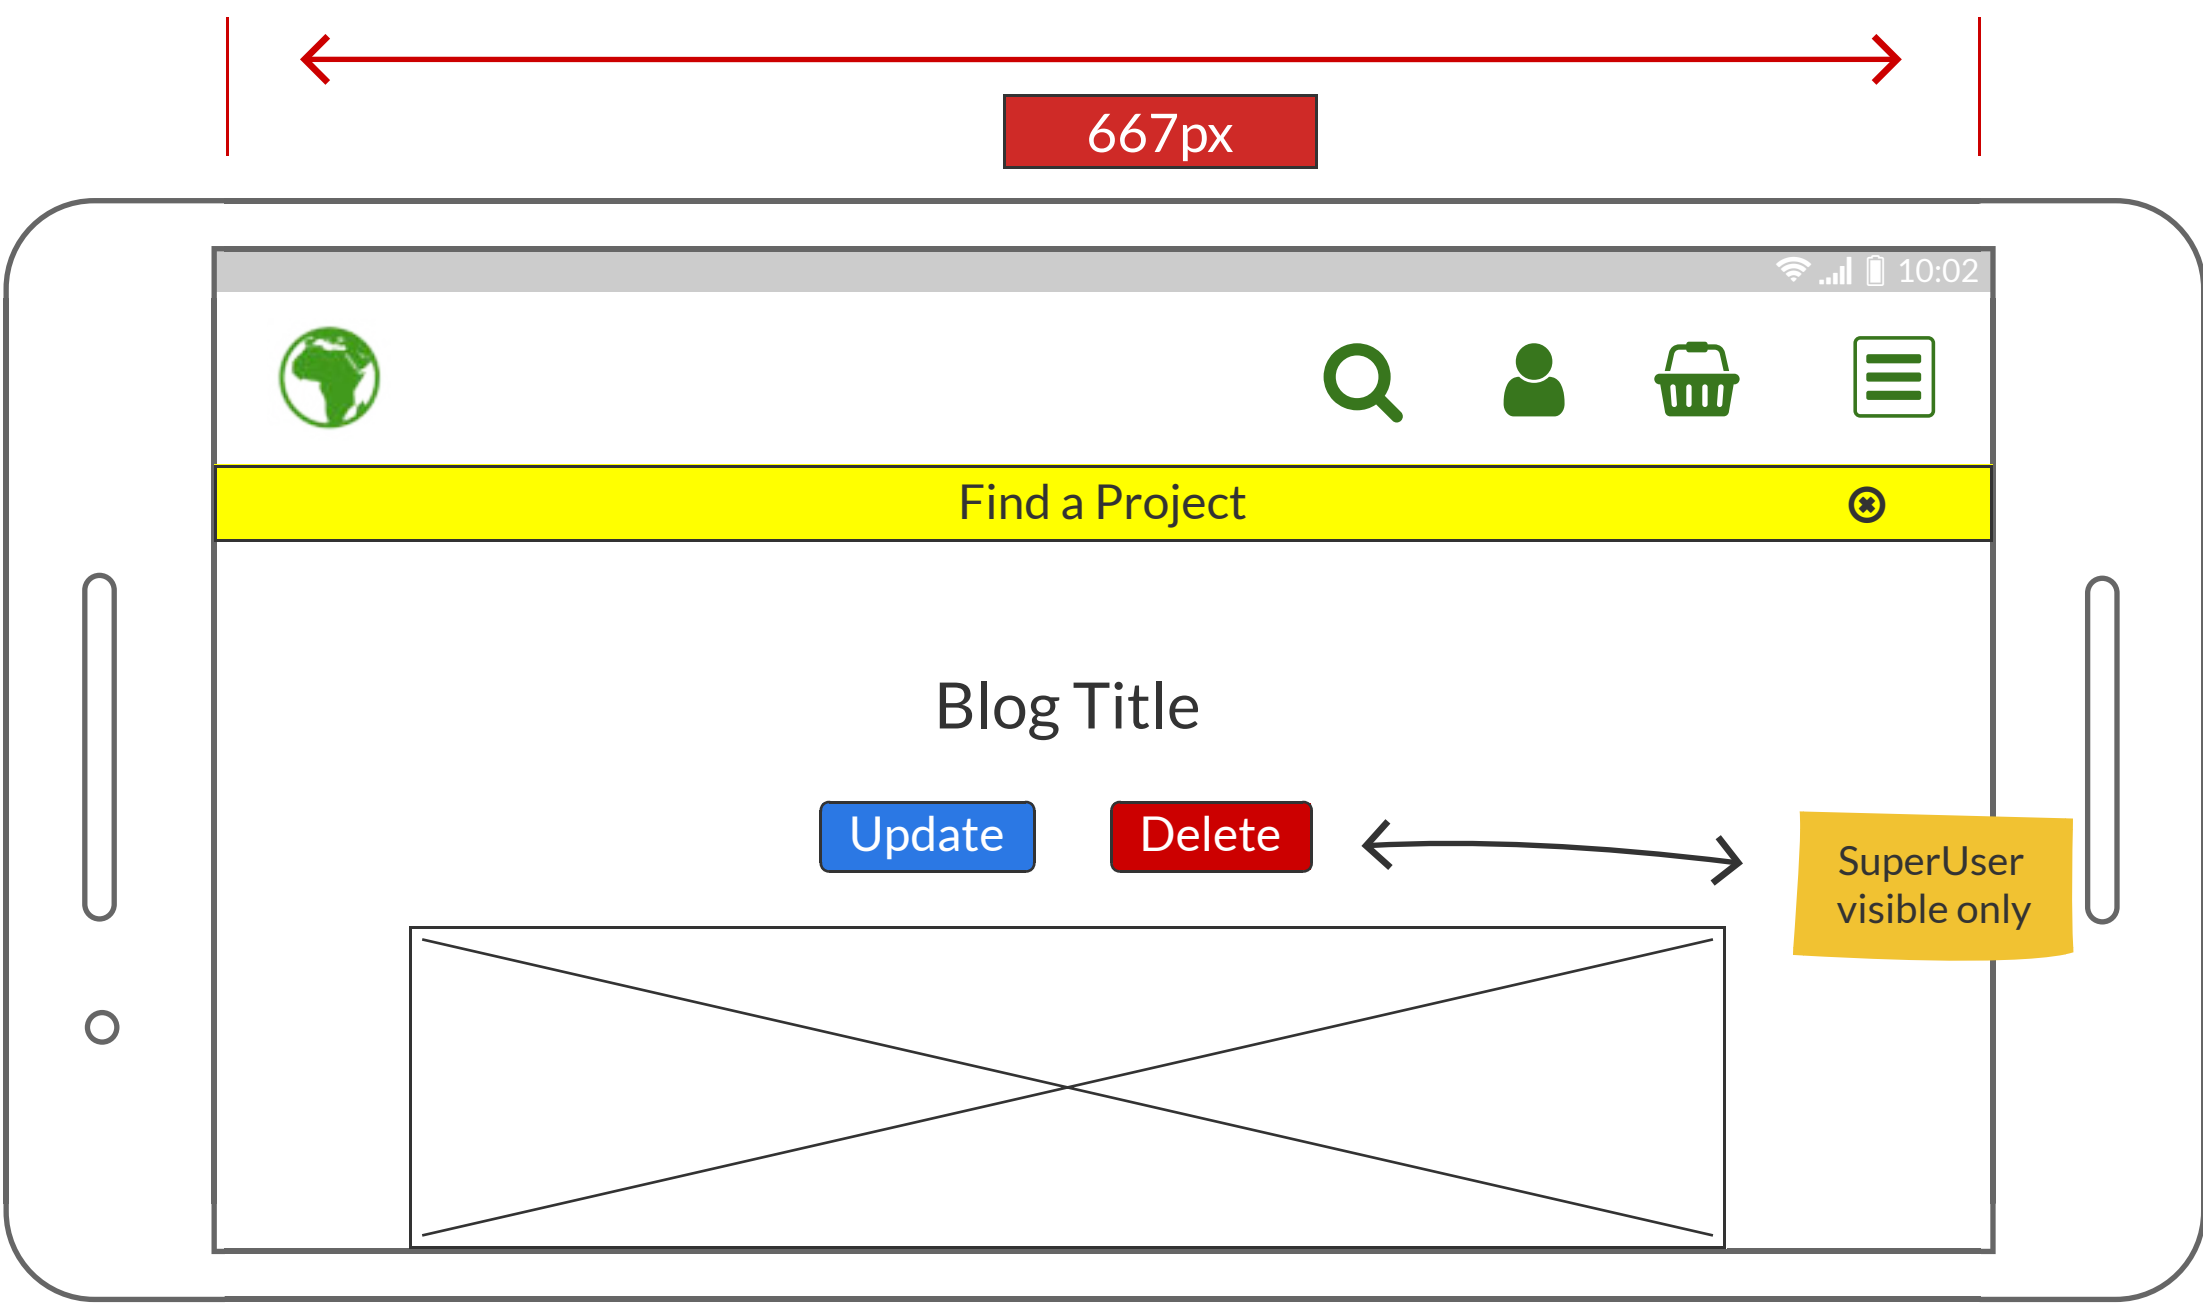 667px
10:02
Find a Project
Blog Title
Update
Delete
SuperUser
visible only